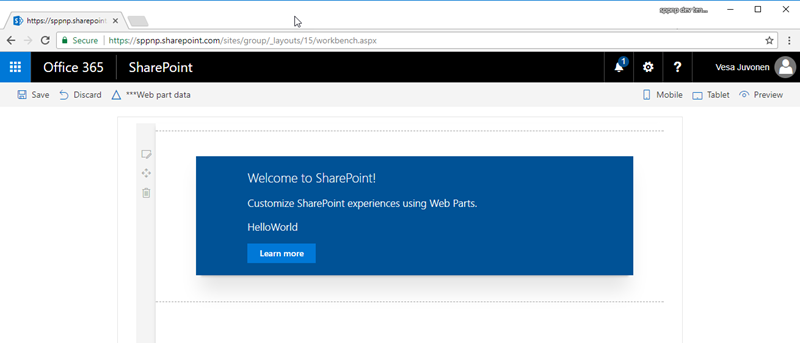 sppnp dev ten...
https://sppnp.sharepoint
Secure https://sppnp.sharepoint.com/sites/group/_layouts/15/workbench.aspx
Office 365 SharePoint 1 ? Vesa Juvonen
Save Discard ***Web part data Mobile Tablet Preview
Welcome to SharePoint!
Customize SharePoint experiences using Web Parts.
HelloWorld
Learn more